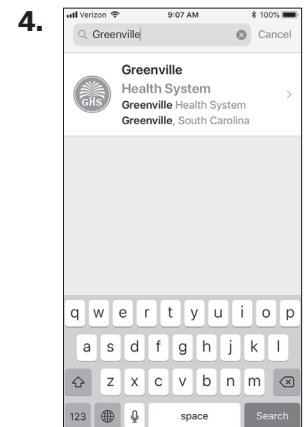 4.
Verizon 9:07 AM 100%
Greenville Cancel
Greenville
Health System
GHS
Greenville Health System
Greenville, South Carolina
q w e r t y u i o p
a s d f g h j k l
z x c v b n m
123 space Search